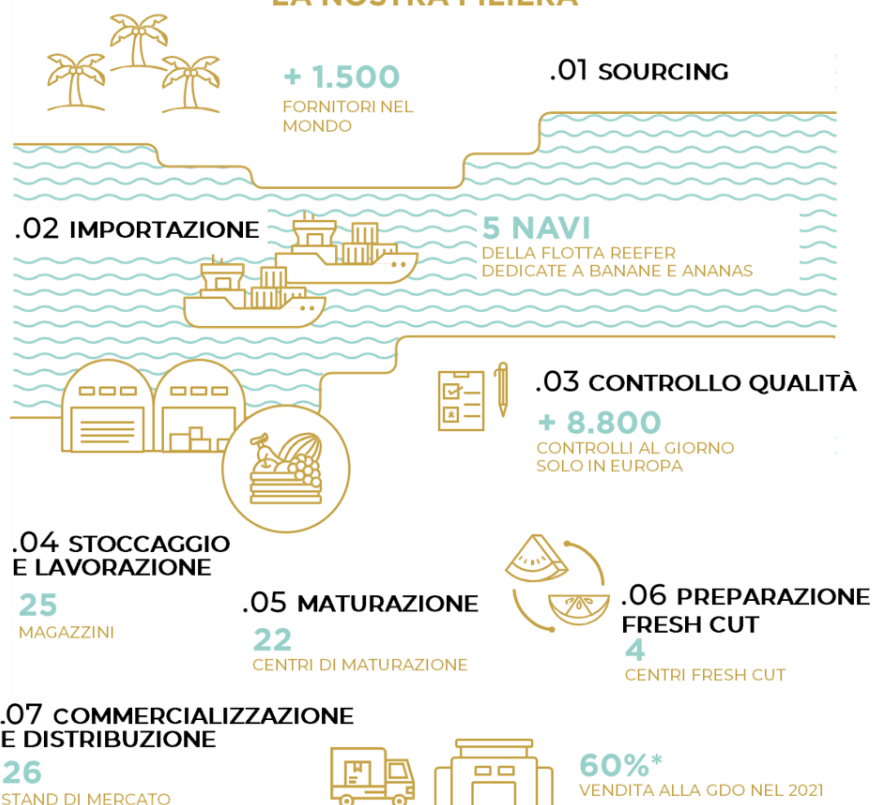 LA NOSTRA FILIERA
+ 1.500
FORNITORI NEL
MONDO
.01 SOURCING
.02 IMPORTAZIONE
5 NAVI
DELLA FLOTTA REEFER
DEDICATE A BANANE E ANANAS
.03 CONTROLLO QUALITÀ
+ 8.800
CONTROLLI AL GIORNO
SOLO IN EUROPA
.04 STOCCAGGIO
E LAVORAZIONE
25
MAGAZZINI
.05 MATURAZIONE
22
CENTRI DI MATURAZIONE
.06 PREPARAZIONE
FRESH CUT
4
CENTRI FRESH CUT
.07 COMMERCIALIZZAZIONE
E DISTRIBUZIONE
26
STAND DI MERCATO
60%*
VENDITA ALLA GDO NEL 2021